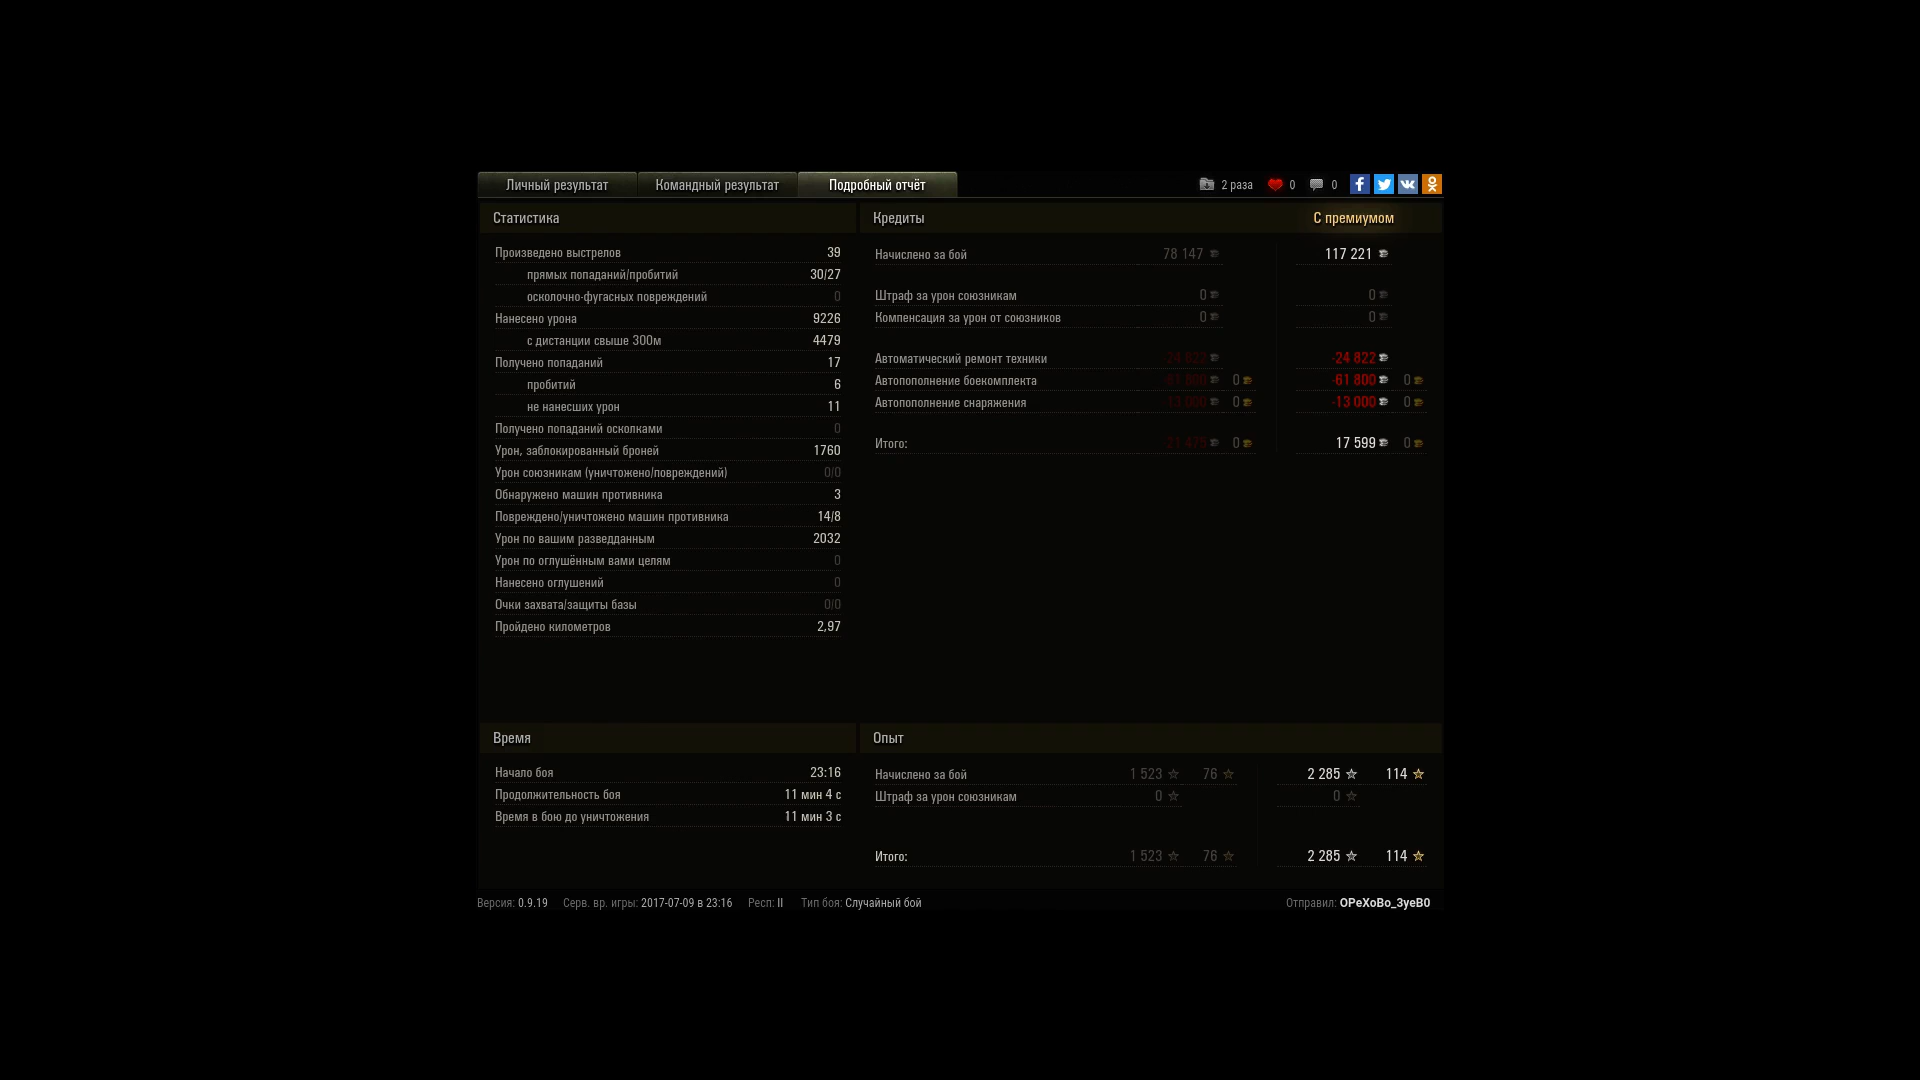 Личный результат
Командный результат
Подробный отчёт
2 раза
0
0
Статистика
Произведено выстрелов 39
прямых попаданий/пробитий 30/27
осколочно-фугасных повреждений 0
Нанесено урона 9226
с дистанции свыше 300м 4479
Получено попаданий 17
пробитий 6
не нанесших урон 11
Получено попаданий осколками 0
Урон, заблокированный броней 1760
Урон союзникам (уничтожено/повреждений) 0/0
Обнаружено машин противника 3
Повреждено/уничтожено машин противника 14/8
Урон по вашим разведданным 2032
Урон по оглушённым вами целям 0
Нанесено оглушений 0
Очки захвата/защиты базы 0/0
Пройдено километров 2,97
Кредиты С премиумом
Начислено за бой 78 147 117 221
Штраф за урон союзникам 0 0
Компенсация за урон от союзников 0 0
Автоматический ремонт техники 24 822 -24 822
Автопополнение боекомплекта 61 800 0 -61 800 0
Автопополнение снаряжения 13 000 0 -13 000 0
Итого: 21 475 0 17 599 0
Время
Начало боя 23:16
Продолжительность боя 11 мин 4 с
Время в бою до уничтожения 11 мин 3 с
Опыт
Начислено за бой 1 523 76 2 285 114
Штраф за урон союзникам 0 0
Итого: 1 523 76 2 285 114
Версия: 0.9.19 Серв. вр. игры: 2017-07-09 в 23:16 Респ: II Тип боя: Случайный бой
Отправил: OPeXoBo_3yeB0